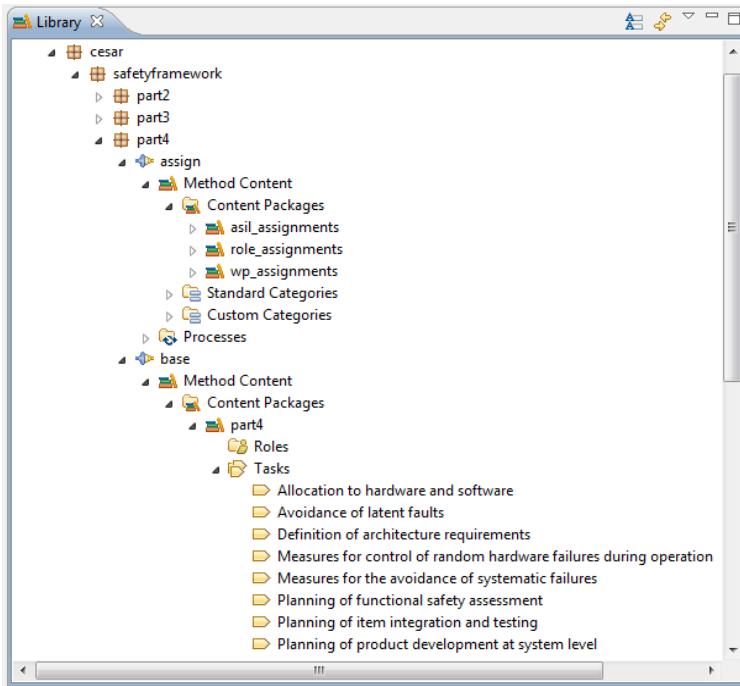 Library
cesar
safetyframework
part2
part3
part4
assign
Method Content
Content Packages
asil_assignments
role_assignments
wp_assignments
Standard Categories
Custom Categories
Processes
base
Method Content
Content Packages
part4
Roles
Tasks
Allocation to hardware and software
Avoidance of latent faults
Definition of architecture requirements
Measures for control of random hardware failures during operation
Measures for the avoidance of systematic failures
Planning of functional safety assessment
Planning of item integration and testing
Planning of product development at system level